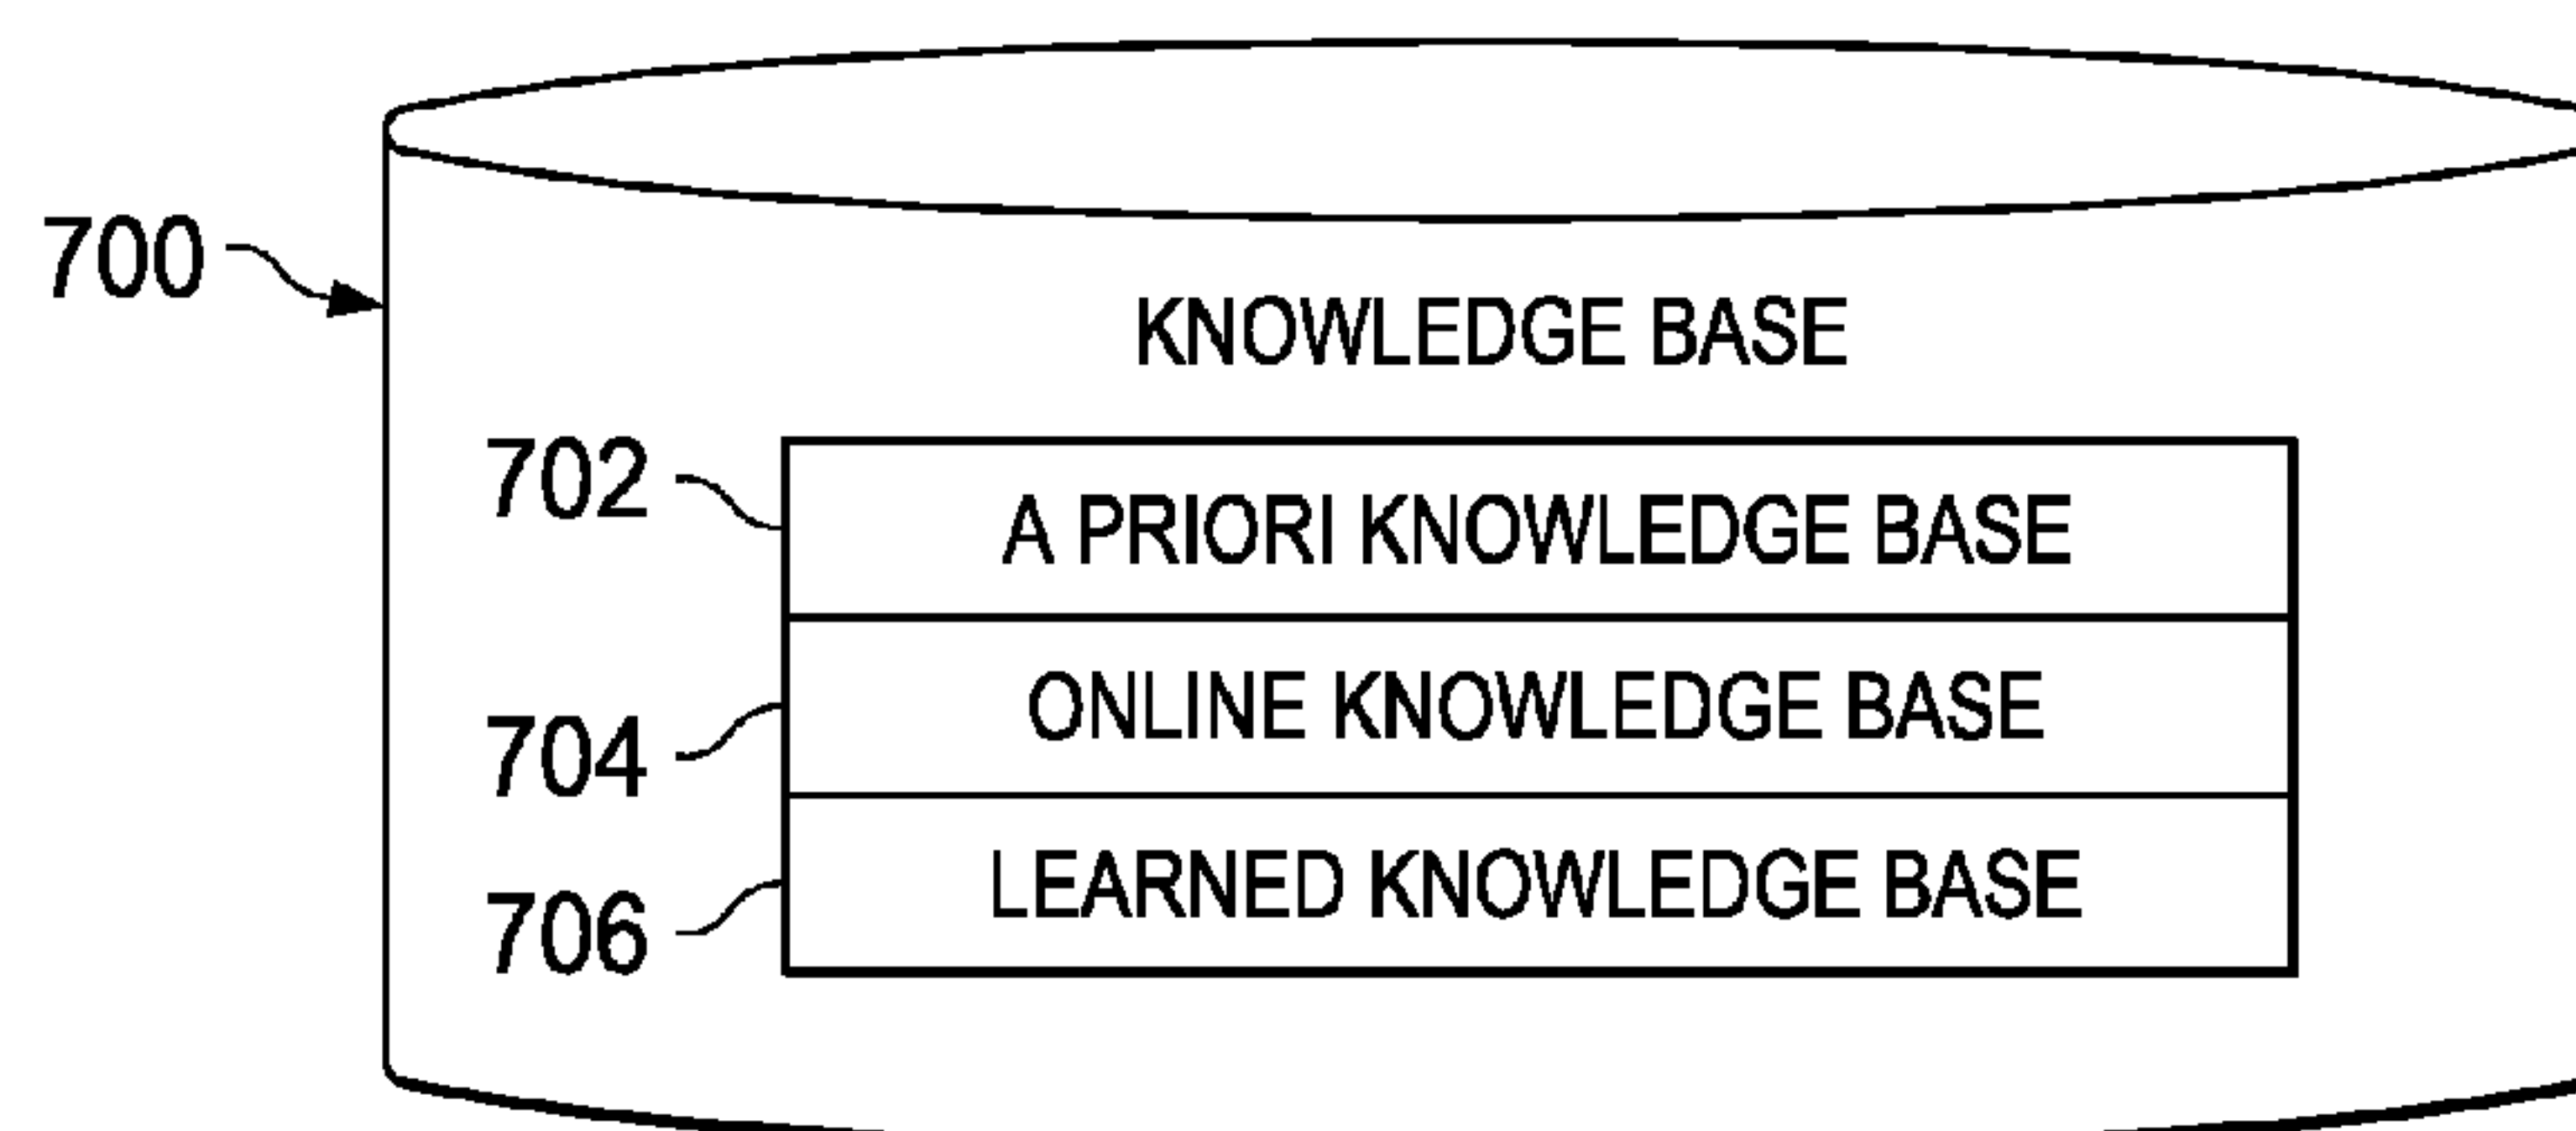 700
KNOWLEDGE BASE
702
A PRIORI KNOWLEDGE BASE
704
ONLINE KNOWLEDGE BASE
706
LEARNED KNOWLEDGE BASE